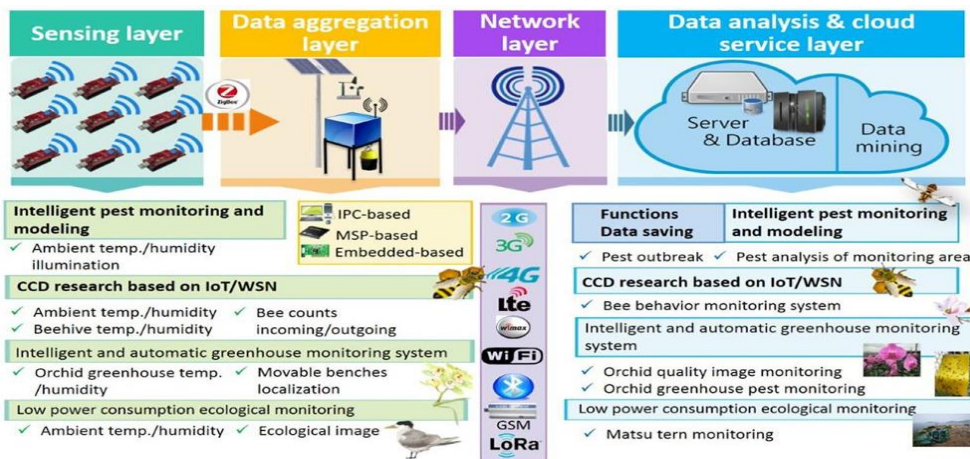 Sensing layer
Data aggregation
layer
Network
layer
Data analysis & cloud
service layer
ZigBee
Server
& Database
Data
mining
Intelligent pest monitoring and
modeling
✓ Ambient temp./humidity
illumination
CCD research based on IoT/WSN
✓ Ambient temp./humidity
✓ Beehive temp./humidity
✓ Bee counts
incoming/outgoing
Intelligent and automatic greenhouse monitoring system
✓ Orchid greenhouse temp.
/humidity
✓ Movable benches
localization
Low power consumption ecological monitoring
✓ Ambient temp./humidity
✓ Ecological image
IPC-based
MSP-based
Embedded-based
2G
3G
4G
Lte
wimax
WiFi
GSM
LoRa
Functions
Data saving
Intelligent pest monitoring
and modeling
✓ Pest outbreak
✓ Pest analysis of monitoring area
CCD research based on IoT/WSN
✓ Bee behavior monitoring system
Intelligent and automatic greenhouse monitoring
system
✓ Orchid quality image monitoring
✓ Orchid greenhouse pest monitoring
Low power consumption ecological monitoring
✓ Matsu tern monitoring